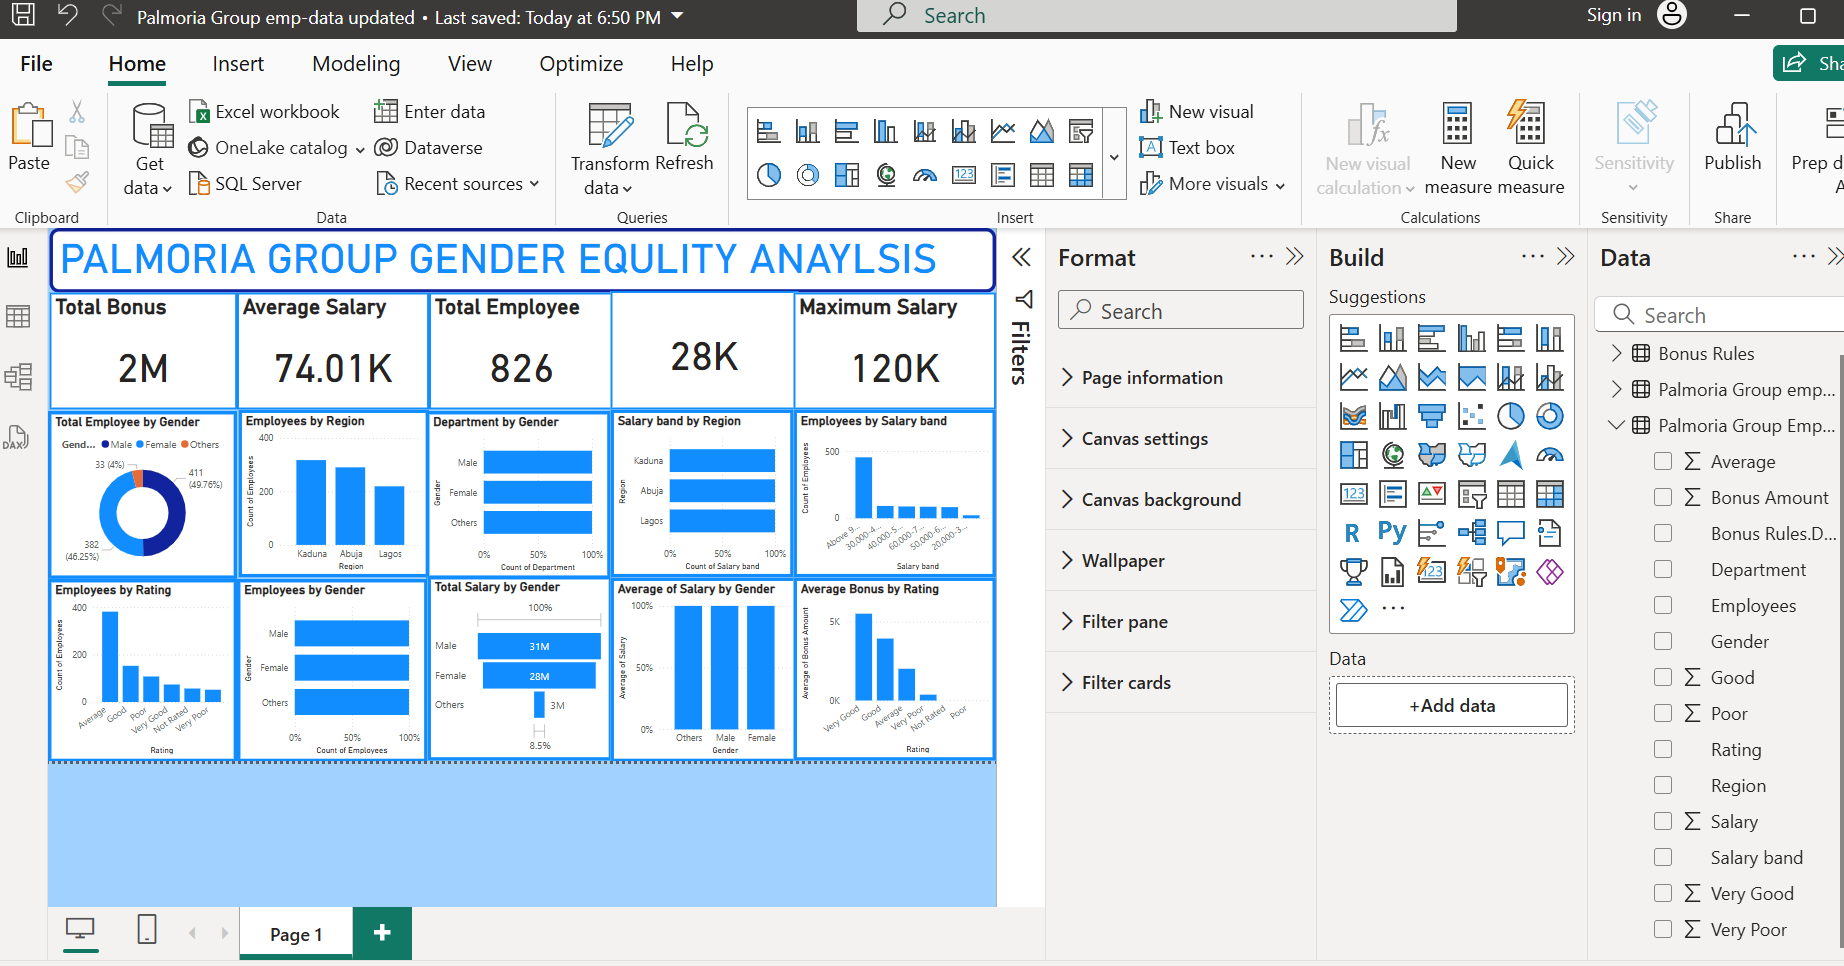 Palmoria Group emp-data updated • Last saved: Today at 6:50 PM
Search
Sign in
File
Home
Insert
Modeling
View
Optimize
Help
Sha
Paste
Clipboard
Get data
Excel workbook
OneLake catalog
SQL Server
Enter data
Dataverse
Recent sources
Data
Transform data
Refresh
Queries
New visual
Text box
More visuals
Insert
New visual calculation
New measure
Quick measure
Calculations
Sensitivity
Sensitivity
Publish
Share
Prep d
A
PALMORIA GROUP GENDER EQULITY ANAYLSIS
Total Bonus
2M
Average Salary
74.01K
Total Employee
826
28K
Maximum Salary
120K
Total Employee by Gender
Gend... Male Female Others
33 (4%)
411
(49.76%)
382
(46.25%)
Employees by Region
Count of Employees
400
200
0
Kaduna Abuja Lagos
Region
Department by Gender
Gender
Male
Female
Others
0% 50% 100%
Count of Department
Salary band by Region
Region
Kaduna
Abuja
Lagos
0% 50% 100%
Count of Salary band
Employees by Salary band
Count of Employees
500
0
Above 9... 30,000-4... 40,000-5... 60,000-7... 50,000-6... 20,000-3...
Salary band
Employees by Rating
Count of Employees
400
200
0
Average Good Poor Very Good Not Rated Very Poor
Rating
Employees by Gender
Gender
Male
Female
Others
0% 50% 100%
Count of Employees
Total Salary by Gender
100%
Male 31M
Female 28M
Others 3M
8.5%
Average of Salary by Gender
Average of Salary
100%
50%
0%
Others Male Female
Gender
Average Bonus by Rating
Average of Bonus Amount
5K
0K
Very Good Good Average Very Poor Not Rated Poor
Rating
Filters
Format
Search
Page information
Canvas settings
Canvas background
Wallpaper
Filter pane
Filter cards
Build
Suggestions
R
Py
123
123
Data
+Add data
Data
Search
Bonus Rules
Palmoria Group emp...
Palmoria Group Emp...
Average
Bonus Amount
Bonus Rules.D...
Department
Employees
Gender
Good
Poor
Rating
Region
Salary
Salary band
Very Good
Very Poor
DAX
Page 1